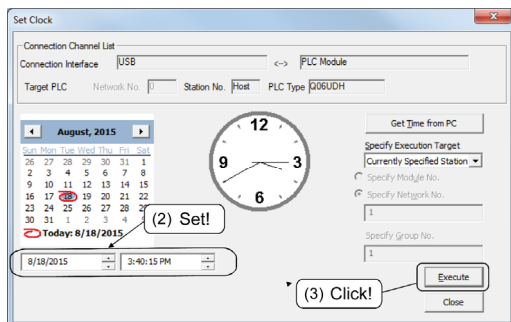 Set Clock
Connection Channel List
Connection Interface USB <--> PLC Module
Target PLC Network No. 0 Station No. Host PLC Type Q06UDH
August, 2015
Sun Mon Tue Wed Thu Fri Sat
26 27 28 29 30 31 1
2 3 4 5 6 7 8
9 10 11 12 13 14 15
16 17 18 19 20 21 22
23 24 25 26 27 28 29
30 31 1 2 3 4
Today: 8/18/2015
(2) Set!
8/18/2015 3:40:15 PM
12
9 3
6
Get Time from PC
Specify Execution Target
Currently Specified Station
Specify Module No.
Specify Network No.
1
Specify Group No.
1
(3) Click!
Execute
Close